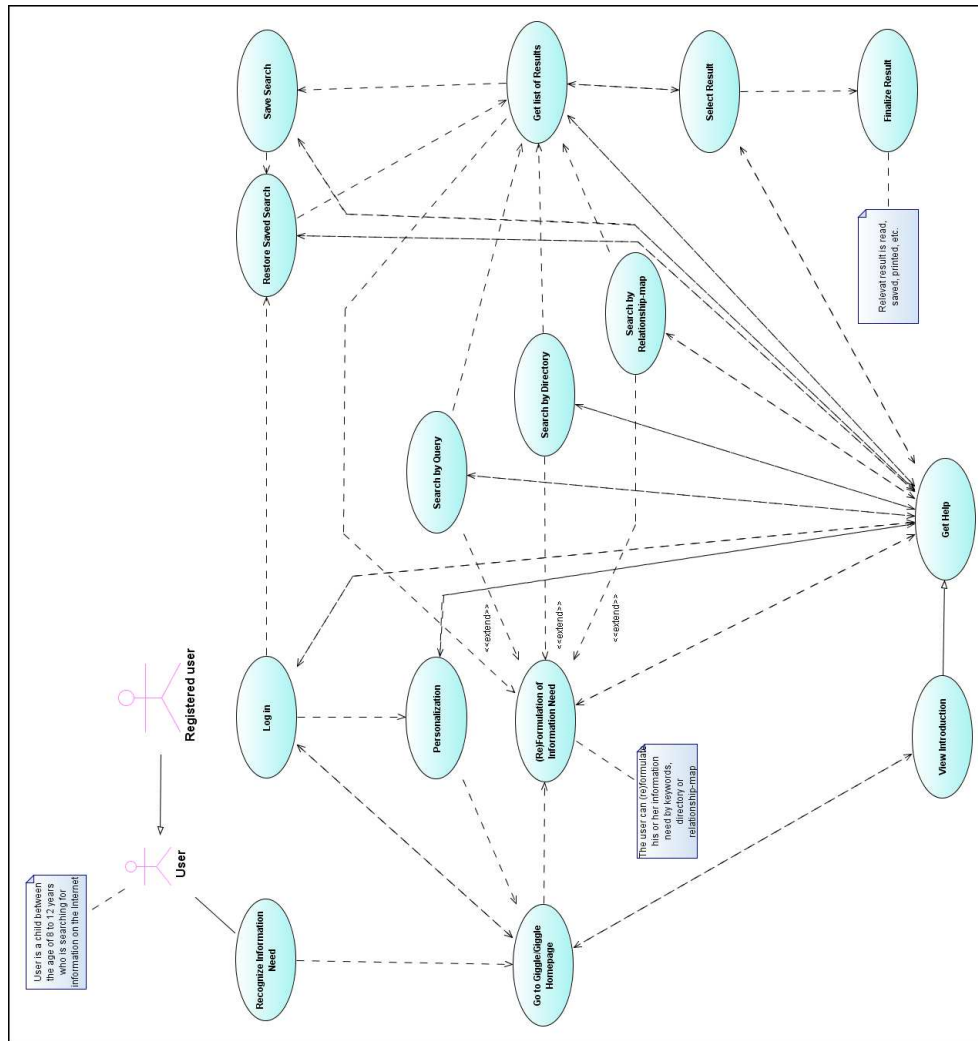 User is a child between
the age of 8 to 12 years
who is searching for
information on the Internet
User
Registered user
Recognize Information
Need
Log in
Restore Saved Search
Save Search
Personalization
Search by Query
<<extend>>
Go to Giggle/Giggle
Homepage
(Re)Formulation of
Information Need
<<extend>>
Search by Directory
Get list of Results
<<extend>>
Search by
Relationship-map
The user can (re)formulate
his or her information
need by keywords,
directory or
relationship-map
Select Result
View Introduction
Get Help
Relevat result is read,
saved, printed, etc.
Finalize Result